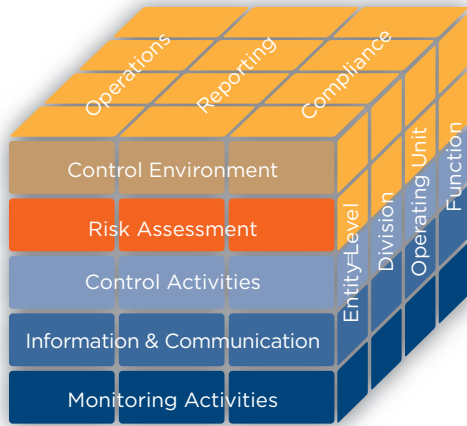 Operations
Reporting
Compliance
Control Environment
Risk Assessment
Control Activities
Information & Communication
Monitoring Activities
Entity-Level
Division
Operating Unit
Function